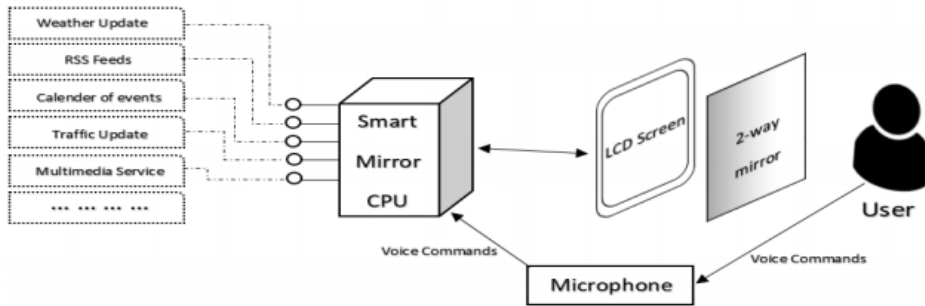 Weather Update
RSS Feeds
Calender of events
Traffic Update
Multimedia Service
... ... ... ...
Smart
Mirror
CPU
LCD Screen
2-way
mirror
User
Voice Commands
Voice Commands
Microphone